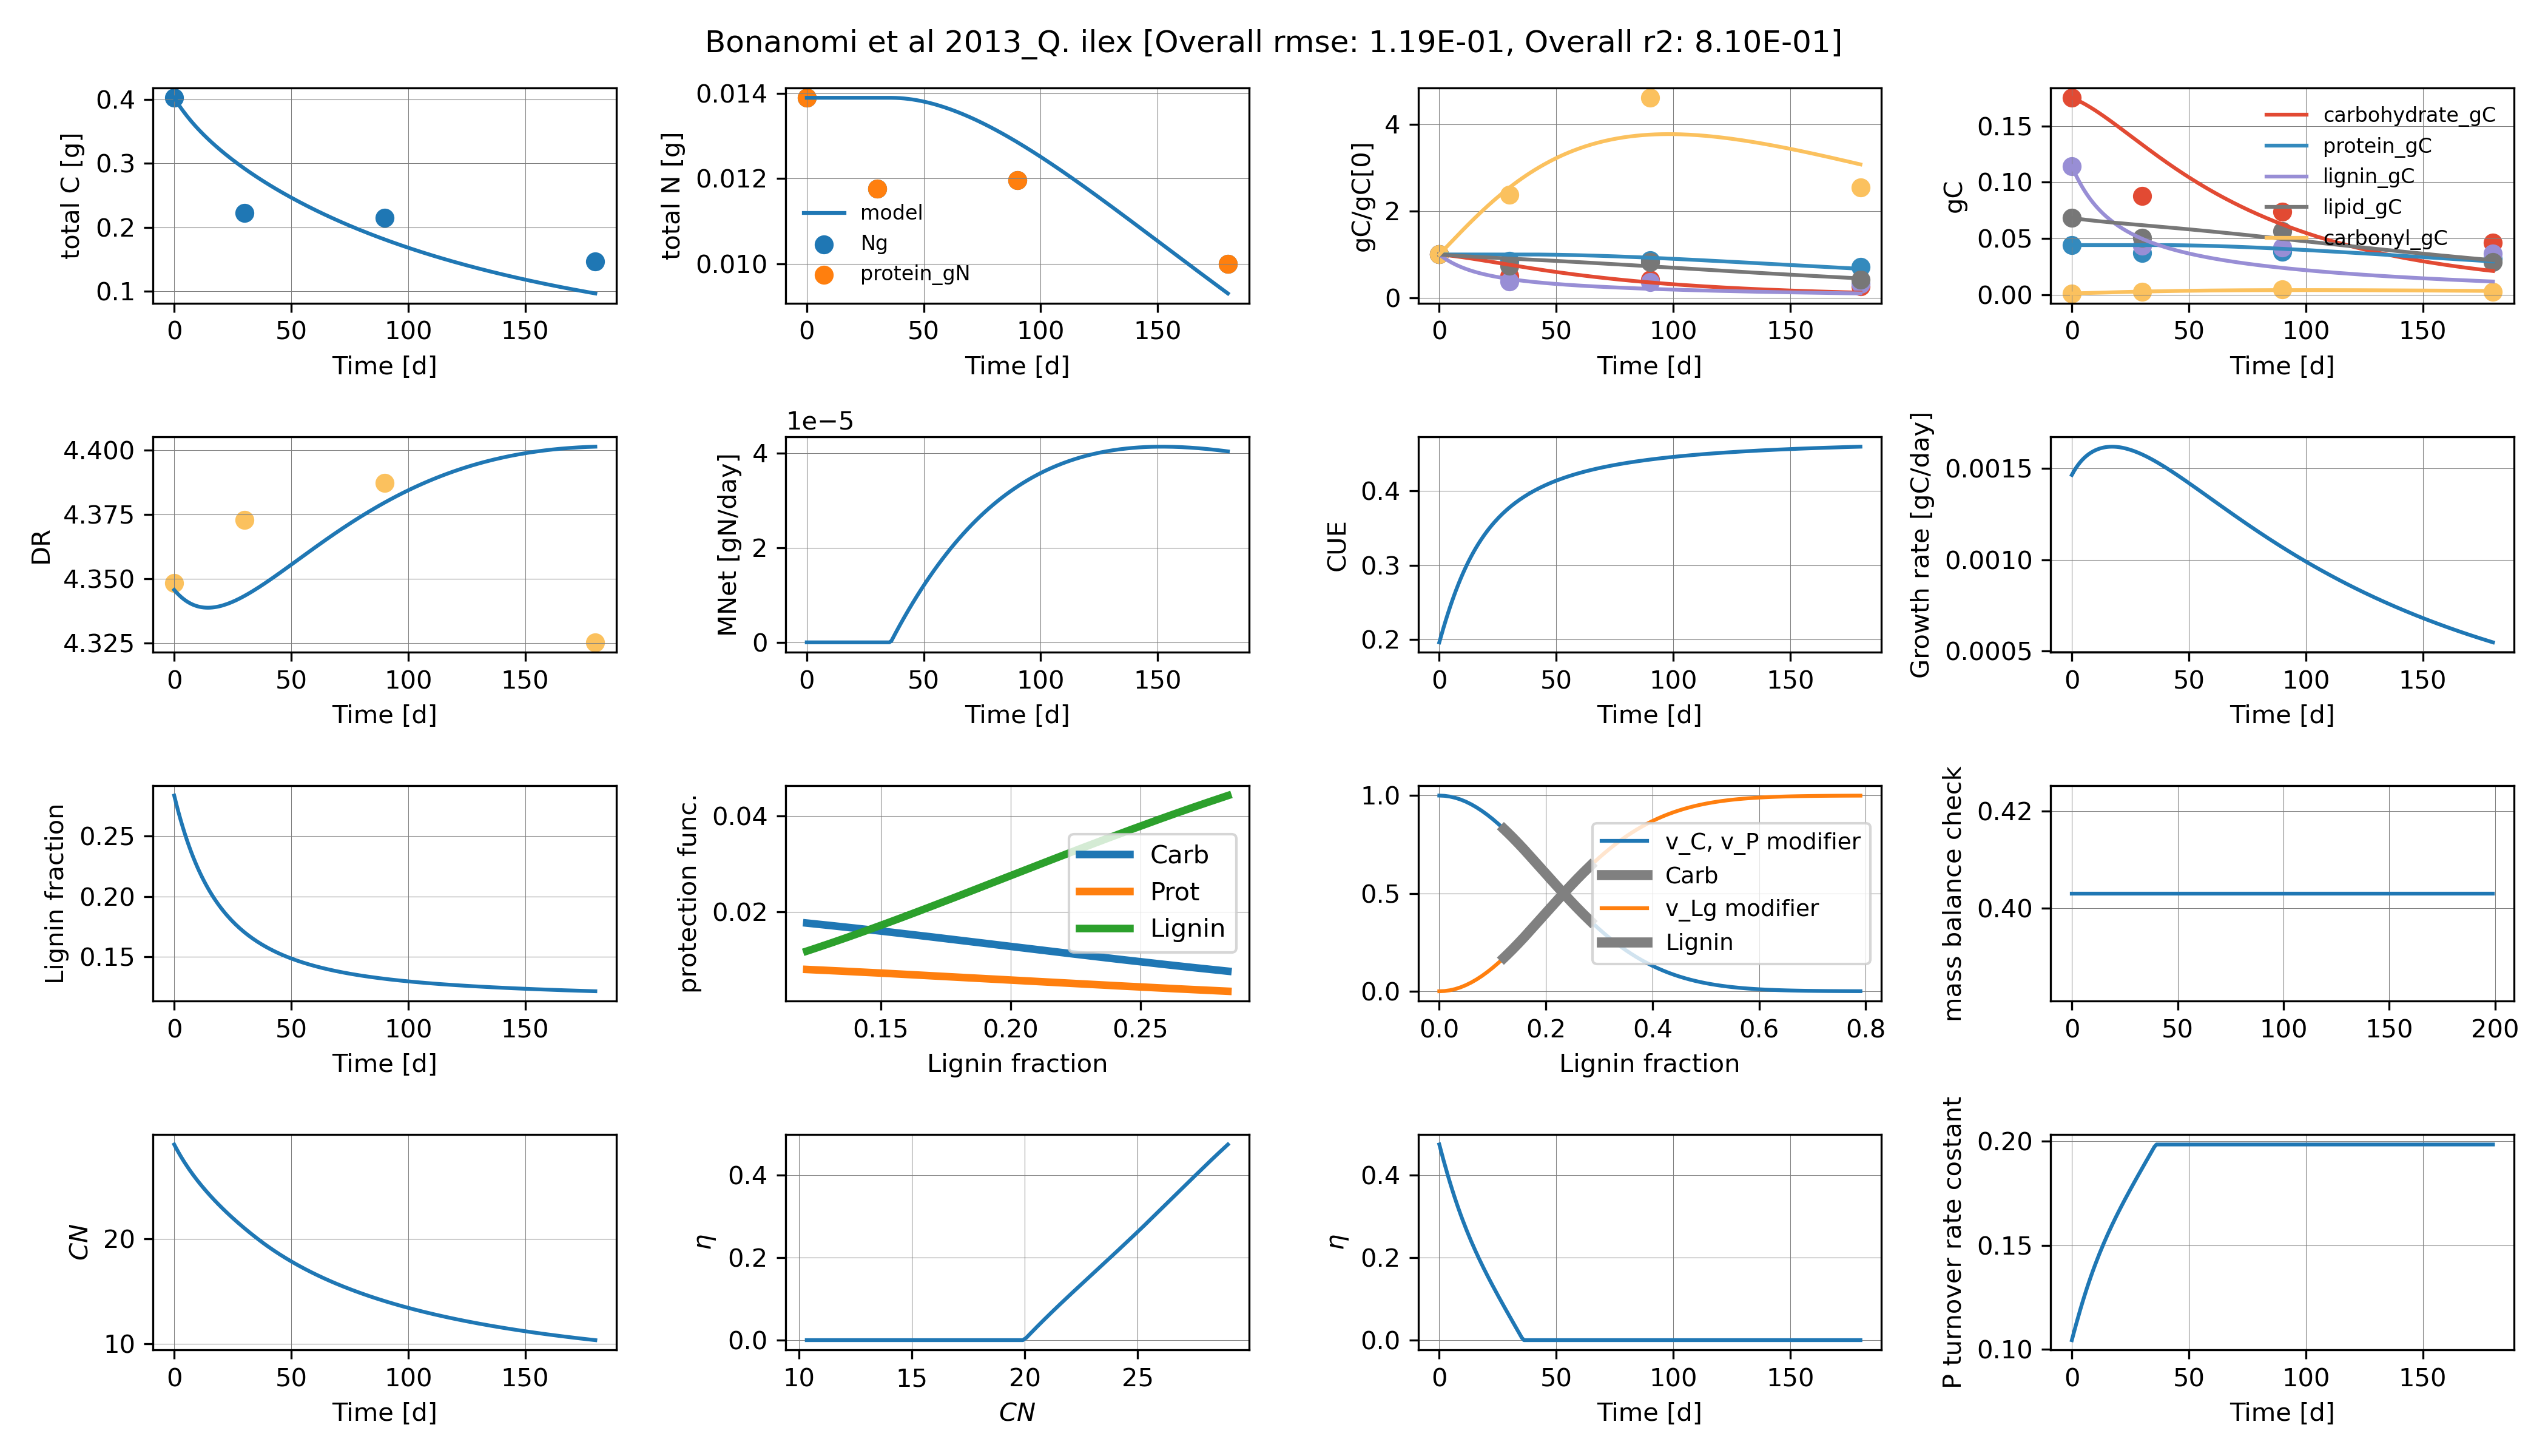 Bonanomi et al 2013_Q. ilex [Overall rmse: 1.19E-01, Overall r2: 8.10E-01]
total C [g]
0.4
0.3
0.2
0.1
0 50 100 150
Time [d]
total N [g]
0.014
0.012
0.010
model
Ng
protein_gN
0 50 100 150
Time [d]
gC/gC[0]
4
2
0
0 50 100 150
Time [d]
gC
0.15
0.10
0.05
0.00
carbohydrate_gC
protein_gC
lignin_gC
lipid_gC
carbonyl_gC
0 50 100 150
Time [d]
DR
4.400
4.375
4.350
4.325
0 50 100 150
Time [d]
1e−5
MNet [gN/day]
4
2
0
0 50 100 150
Time [d]
CUE
0.4
0.3
0.2
0 50 100 150
Time [d]
Growth rate [gC/day]
0.0015
0.0010
0.0005
0 50 100 150
Time [d]
Lignin fraction
0.25
0.20
0.15
0 50 100 150
Time [d]
protection func.
0.04
0.02
Carb
Prot
Lignin
0.15 0.20 0.25
Lignin fraction
1.0
0.5
0.0
v_C, v_P modifier
Carb
v_Lg modifier
Lignin
0.0 0.2 0.4 0.6 0.8
Lignin fraction
mass balance check
0.42
0.40
0 50 100 150 200
CN
20
10
0 50 100 150
Time [d]
η
0.4
0.2
0.0
10 15 20 25
CN
η
0.4
0.2
0.0
0 50 100 150
Time [d]
P turnover rate costant
0.20
0.15
0.10
0 50 100 150
Time [d]